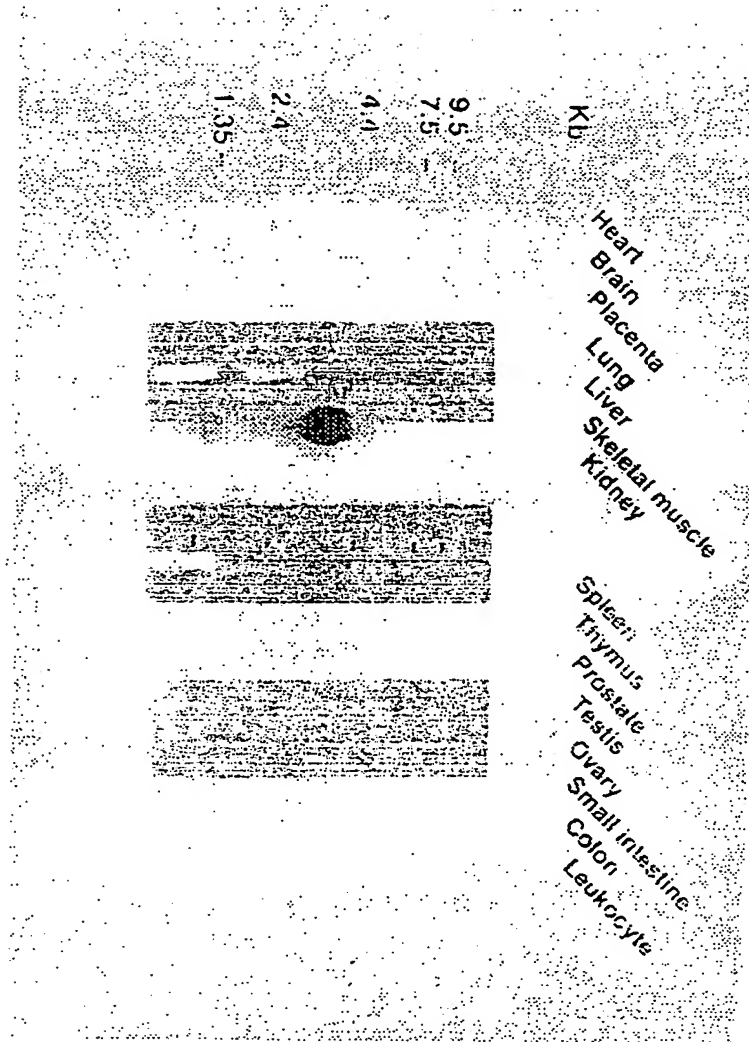 Kb
9.5
7.5 –
4.4
2.4
1.35 -
Heart
Brain
Placenta
Lung
Liver
Skeletal muscle
Kidney
Spleen
Thymus
Prostate
Testis
Ovary
Small intestine
Colon
Leukocyte